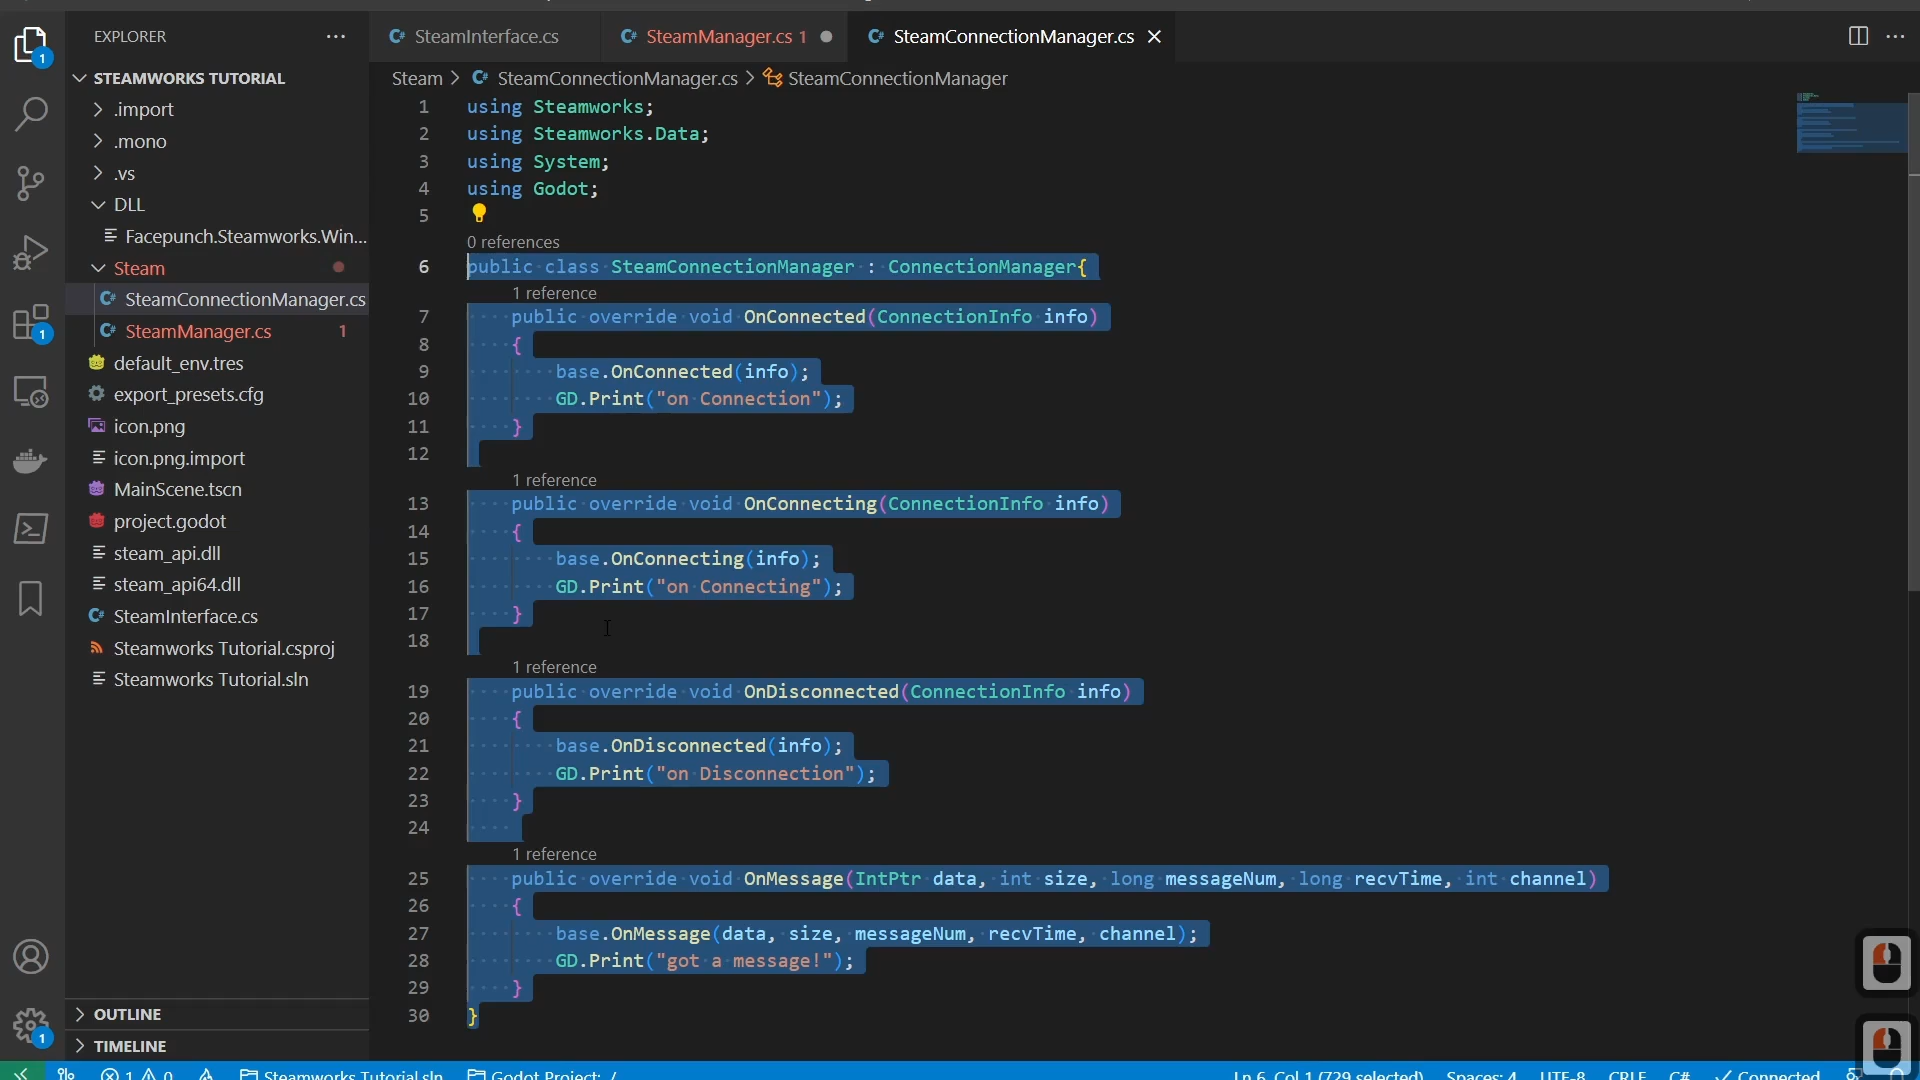 EXPLORER
STEAMWORKS TUTORIAL
.import
.mono
.vs
DLL
Facepunch.Steamworks.Win...
Steam
SteamConnectionManager.cs
SteamManager.cs 1
default_env.tres
export_presets.cfg
icon.png
icon.png.import
MainScene.tscn
project.godot
steam_api.dll
steam_api64.dll
SteamInterface.cs
Steamworks Tutorial.csproj
Steamworks Tutorial.sln
OUTLINE
TIMELINE
1
1
1
SteamInterface.cs
SteamManager.cs 1
SteamConnectionManager.cs
Steam > SteamConnectionManager.cs > SteamConnectionManager
1 using Steamworks;
2 using Steamworks.Data;
3 using System;
4 using Godot;
5
0 references
6 public class SteamConnectionManager : ConnectionManager{
1 reference
7 public override void OnConnected(ConnectionInfo info)
8 {
9 base.OnConnected(info);
10 GD.Print("on Connection");
11 }
12
1 reference
13 public override void OnConnecting(ConnectionInfo info)
14 {
15 base.OnConnecting(info);
16 GD.Print("on Connecting");
17 }
18
1 reference
19 public override void OnDisconnected(ConnectionInfo info)
20 {
21 base.OnDisconnected(info);
22 GD.Print("on Disconnection");
23 }
24
1 reference
25 public override void OnMessage(IntPtr data, int size, long messageNum, long recvTime, int channel)
26 {
27 base.OnMessage(data, size, messageNum, recvTime, channel);
28 GD.Print("got a message!");
29 }
30 }
1 0 Steamworks Tutorial.sln Godot Project: / Ln 6, Col 1 (729 selected) Spaces: 4 UTF-8 CRLF C# Connected